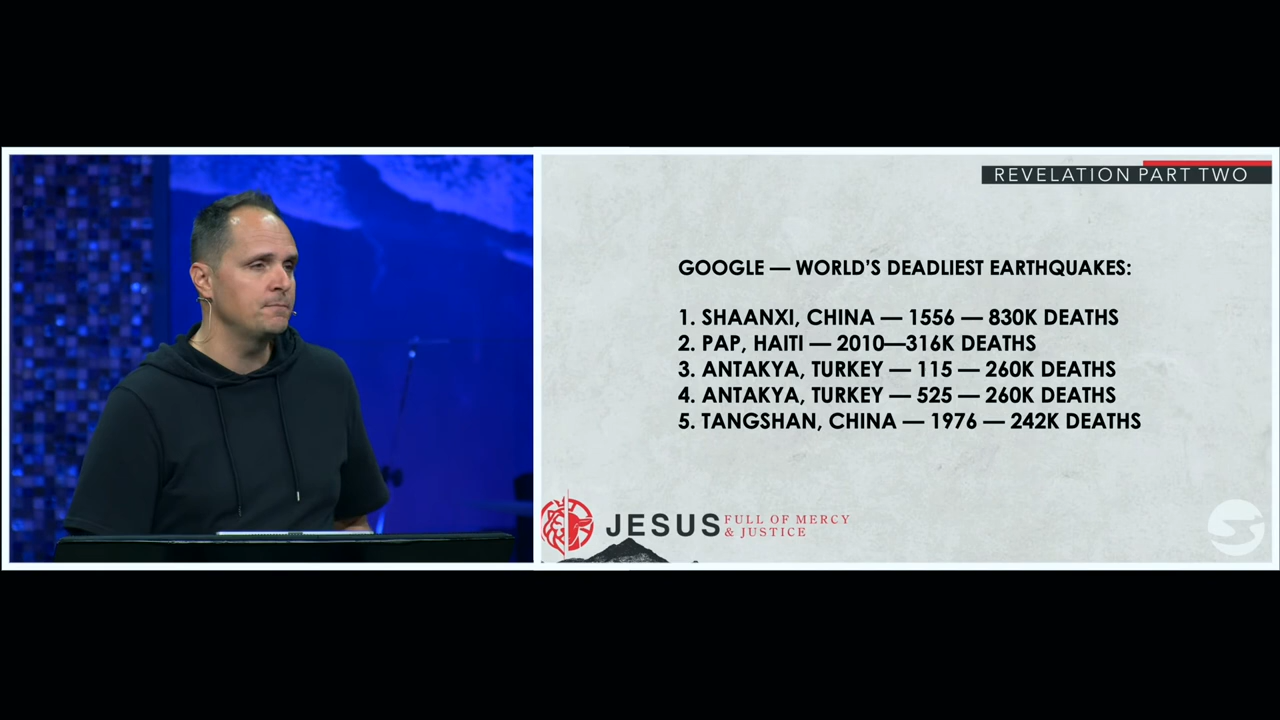 REVELATION PART TWO
GOOGLE — WORLD'S DEADLIEST EARTHQUAKES:
1. SHAANXI, CHINA — 1556 — 830K DEATHS
2. PAP, HAITI — 2010—316K DEATHS
3. ANTAKYA, TURKEY — 115 — 260K DEATHS
4. ANTAKYA, TURKEY — 525 — 260K DEATHS
5. TANGSHAN, CHINA — 1976 — 242K DEATHS
JESUS FULL OF MERCY
& JUSTICE